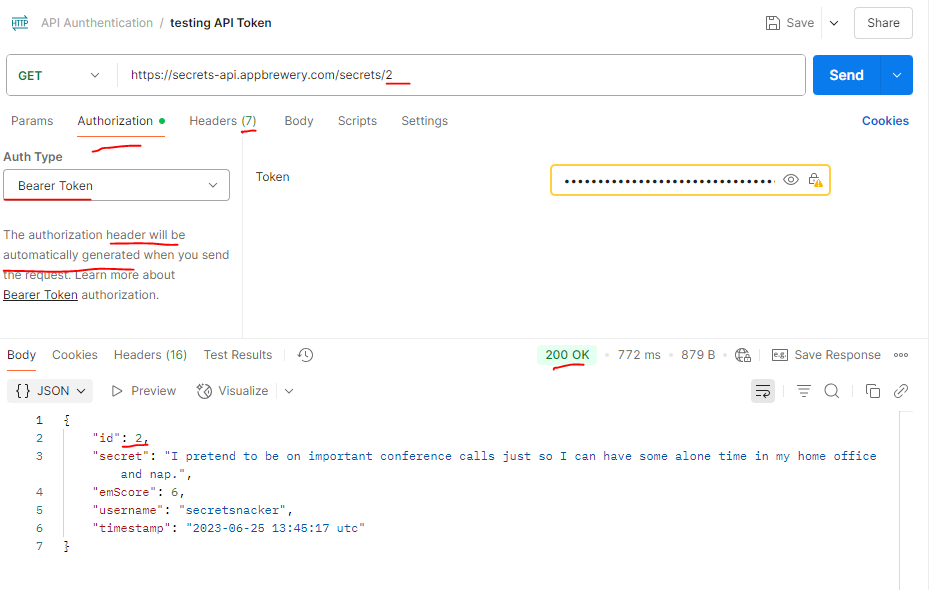 HTTP API Aunthentication / testing API Token Save Share
GET https://secrets-api.appbrewery.com/secrets/2 Send
Params Authorization Headers (7) Body Scripts Settings Cookies
Auth Type
Bearer Token
Token
The authorization header will be
automatically generated when you send
the request. Learn more about
Bearer Token authorization.
Body Cookies Headers (16) Test Results 200 OK 772 ms 879 B e.g. Save Response
{} JSON Preview Visualize
1 {
2 "id": 2,
3 "secret": "I pretend to be on important conference calls just so I can have some alone time in my home office
and nap.",
4 "emScore": 6,
5 "username": "secretsnacker",
6 "timestamp": "2023-06-25 13:45:17 utc"
7 }